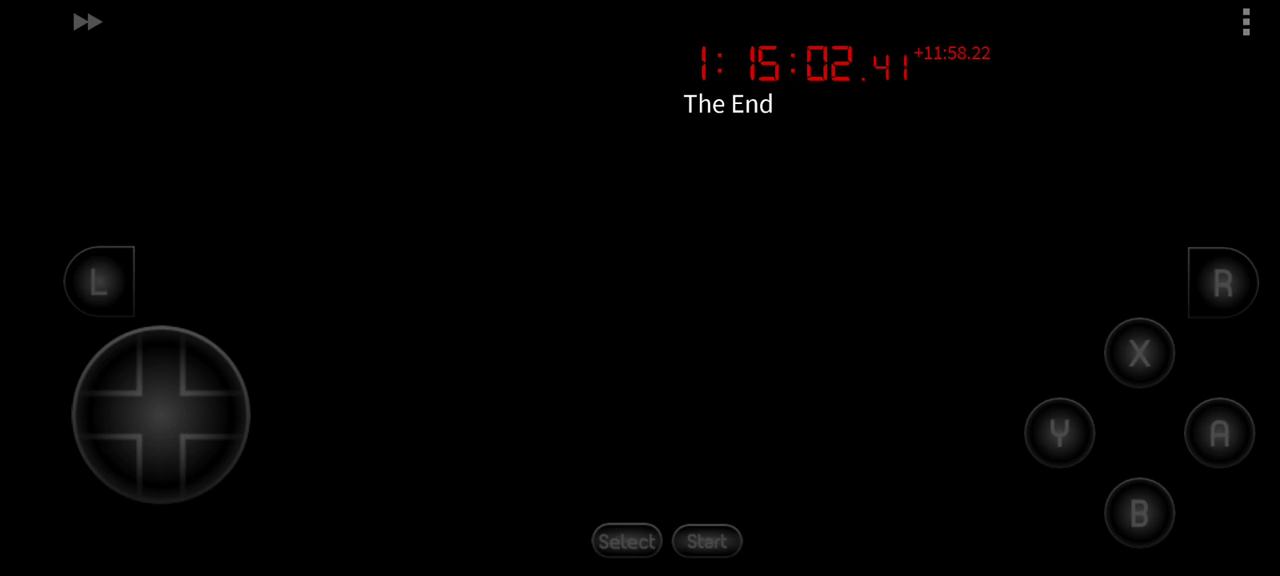 1:15:02.41 +11:58.22
The End
L
R
X
Y
A
B
Select
Start